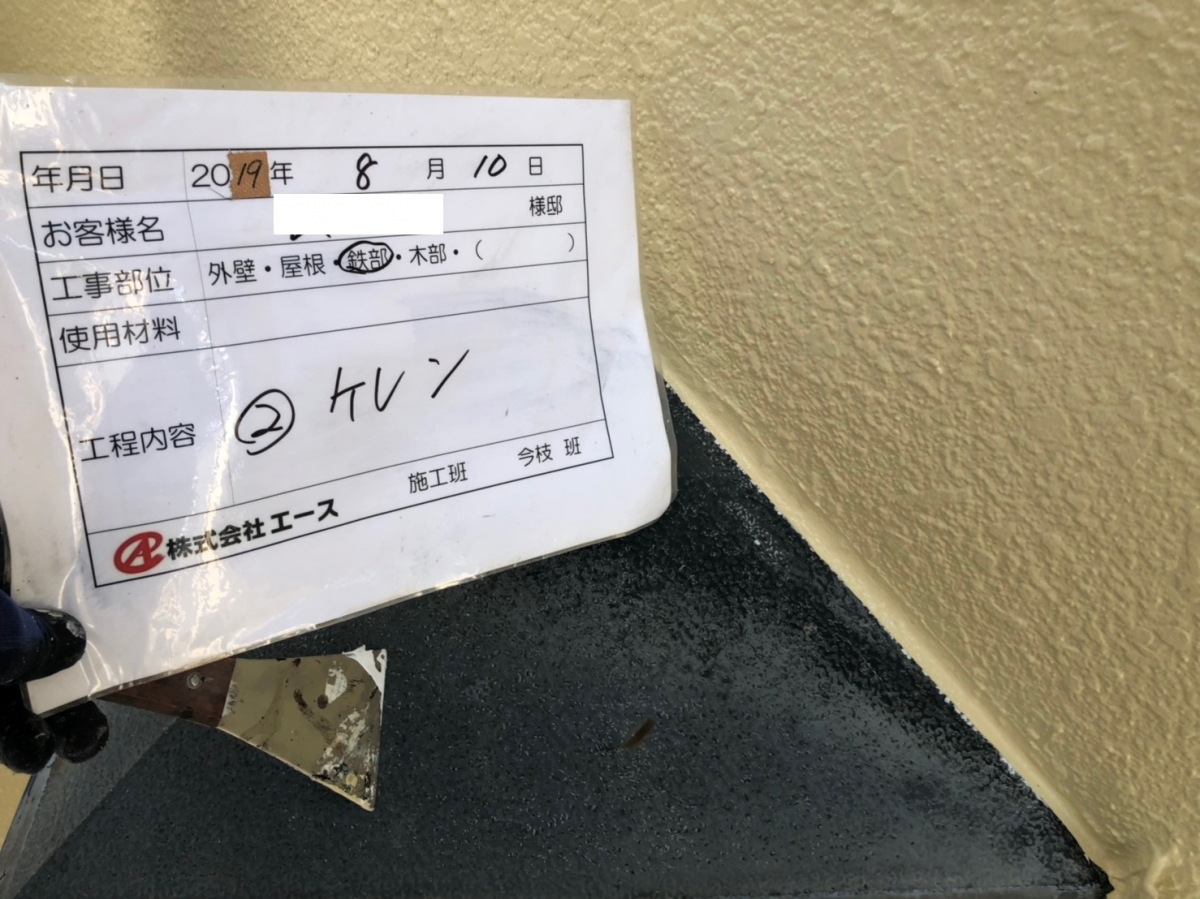 年月日 2019年 8 月 10 日
お客様名 様邸
工事部位 外壁・屋根・鉄部・木部・( )
使用材料
工程内容 ② ケレン
施工班 今枝 班
株式会社エース